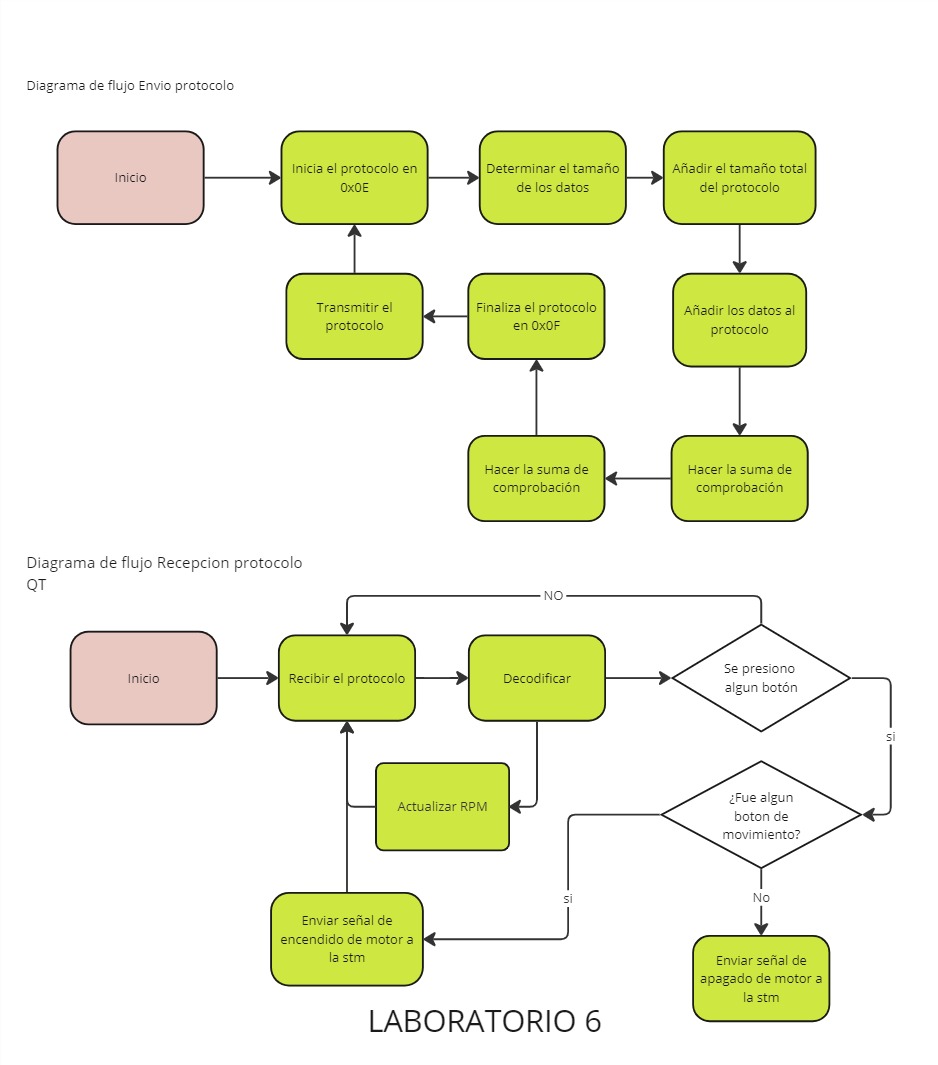 Diagrama de flujo Envio protocolo
Inicio
Inicia el protocolo en
0x0E
Determinar el tamaño
de los datos
Añadir el tamaño total
del protocolo
Transmitir el
protocolo
Finaliza el protocolo
en 0x0F
Añadir los datos al
protocolo
Hacer la suma de
comprobación
Hacer la suma de
comprobación
Diagrama de flujo Recepcion protocolo
QT
NO
Inicio
Recibir el protocolo
Decodificar
Se presiono
algun botón
si
Actualizar RPM
¿Fue algun
boton de
movimiento?
si
No
Enviar señal de
encendido de motor a
la stm
Enviar señal de
apagado de motor a
la stm
LABORATORIO 6